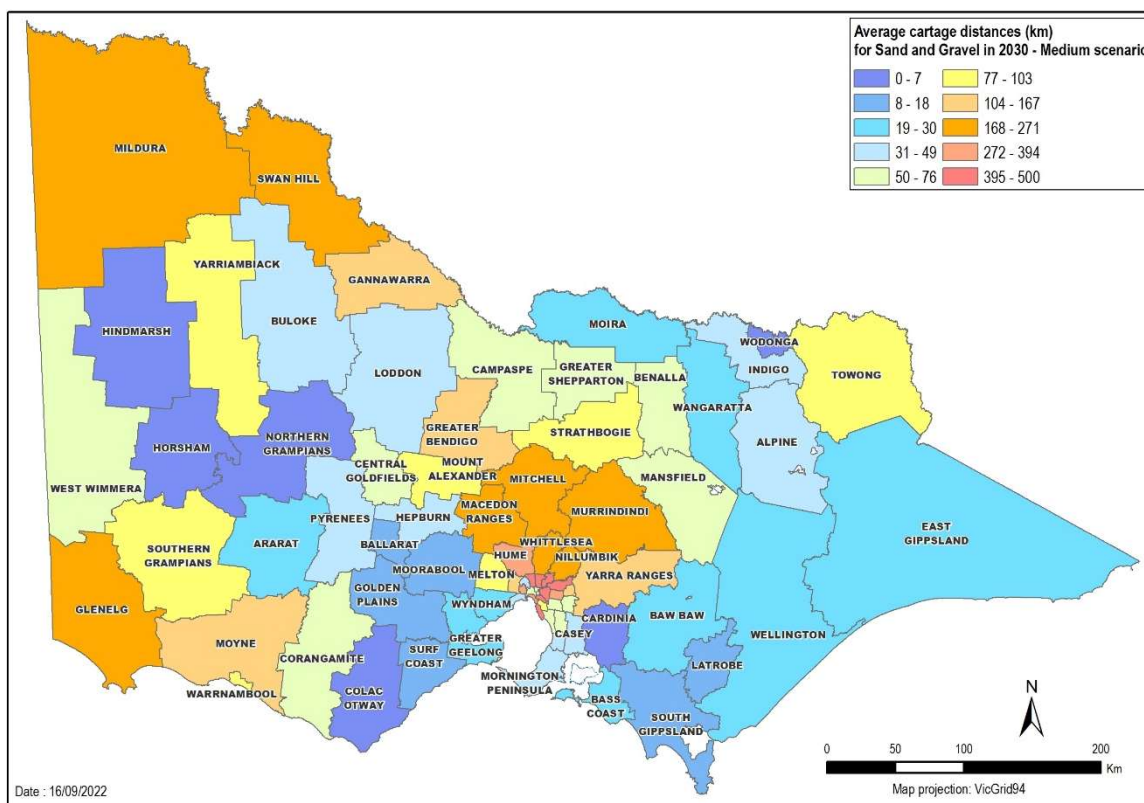 Average cartage distances (km)
for Sand and Gravel in 2030 - Medium scenario
0 - 7
8 - 18
19 - 30
31 - 49
50 - 76
77 - 103
104 - 167
168 - 271
272 - 394
395 - 500
MILDURA
SWAN HILL
YARRIAMBIACK
GANNAWARRA
HINDMARSH
BULOKE
MOIRA
WODONGA
INDIGO
TOWONG
LODDON
CAMPASPE
GREATER
SHEPPARTON
BENALLA
WANGARATTA
HORSHAM
NORTHERN
GRAMPIANS
GREATER
BENDIGO
STRATHBOGIE
ALPINE
WEST WIMMERA
CENTRAL
GOLDFIELDS
MOUNT
ALEXANDER
MITCHELL
MANSFIELD
MACEDON
RANGES
MURRINDINDI
PYRENEES
HEPBURN
EAST
GIPPSLAND
SOUTHERN
GRAMPIANS
ARARAT
BALLARAT
WHITTLESEA
HUME
NILLUMBIK
MOORABOOL
MELTON
YARRA RANGES
GLENELG
GOLDEN
PLAINS
WYNDHAM
CARDINIA
BAW BAW
WELLINGTON
MOYNE
CORANGAMITE
SURF
COAST
GREATER
GEELONG
CASEY
LATROBE
WARRNAMBOOL
COLAC
OTWAY
MORNINGTON
PENINSULA
BASS
COAST
SOUTH
GIPPSLAND
N
0 50 100 200
Km
Map projection: VicGrid94
Date : 16/09/2022